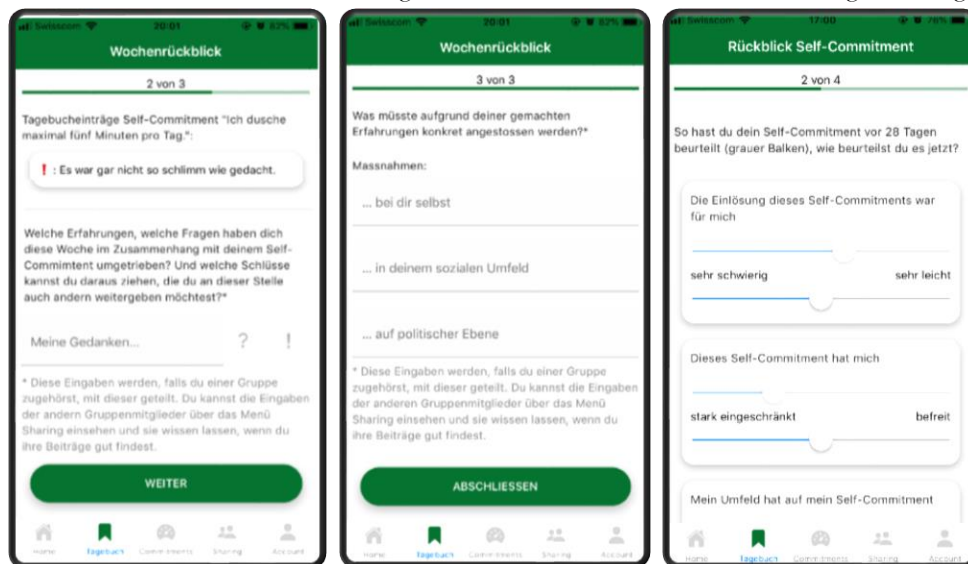 Swisscom 20:01 82%
Wochenrückblick
2 von 3
Tagebucheinträge Self-Commitment "Ich dusche
maximal fünf Minuten pro Tag.":
! : Es war gar nicht so schlimm wie gedacht.
Welche Erfahrungen, welche Fragen haben dich
diese Woche im Zusammenhang mit deinem Self-
Commimtent umgetrieben? Und welche Schlüsse
kannst du daraus ziehen, die du an dieser Stelle
auch andern weitergeben möchtest?*
Meine Gedanken... ? !
* Diese Eingaben werden, falls du einer Gruppe
zugehörst, mit dieser geteilt. Du kannst die Eingaben
der andern Gruppenmitglieder über das Menü
Sharing einsehen und sie wissen lassen, wenn du
ihre Beiträge gut findest.
WEITER
Home Tagebuch Commitments Sharing Account
Swisscom 20:01 82%
Wochenrückblick
3 von 3
Was müsste aufgrund deiner gemachten
Erfahrungen konkret angestossen werden?*
Massnahmen:
... bei dir selbst
... in deinem sozialen Umfeld
... auf politischer Ebene
* Diese Eingaben werden, falls du einer Gruppe
zugehörst, mit dieser geteilt. Du kannst die Eingaben
der anderen Gruppenmitglieder über das Menü
Sharing einsehen und sie wissen lassen, wenn du
ihre Beiträge gut findest.
ABSCHLIESSEN
Home Tagebuch Commitments Sharing Account
Swisscom 17:00 76%
Rückblick Self-Commitment
2 von 4
So hast du dein Self-Commitment vor 28 Tagen
beurteilt (grauer Balken), wie beurteilst du es jetzt?
Die Einlösung dieses Self-Commitments war
für mich
sehr schwierig sehr leicht
Dieses Self-Commitment hat mich
stark eingeschränkt befreit
Mein Umfeld hat auf mein Self-Commitment
Home Tagebuch Commitments Sharing Account